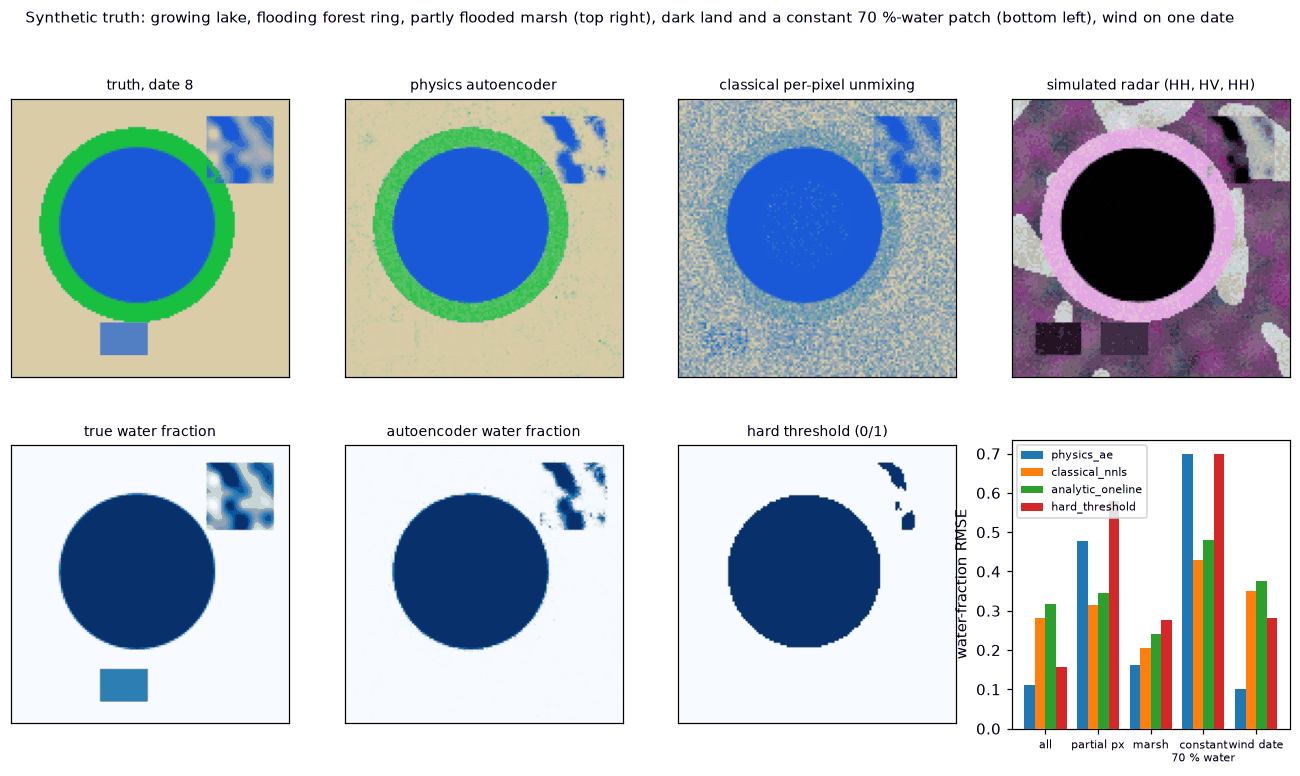 Synthetic truth: growing lake, flooding forest ring, partly flooded marsh (top right), dark land and a constant 70 %-water patch (bottom left), wind on one date
truth, date 8
physics autoencoder
classical per-pixel unmixing
simulated radar (HH, HV, HH)
true water fraction
autoencoder water fraction
hard threshold (0/1)
water-fraction RMSE
0.7
0.6
0.5
0.4
0.3
0.2
0.1
0.0
physics_ae
classical_nnls
analytic_oneline
hard_threshold
all
partial px
marsh
constant
70 % water
wind date